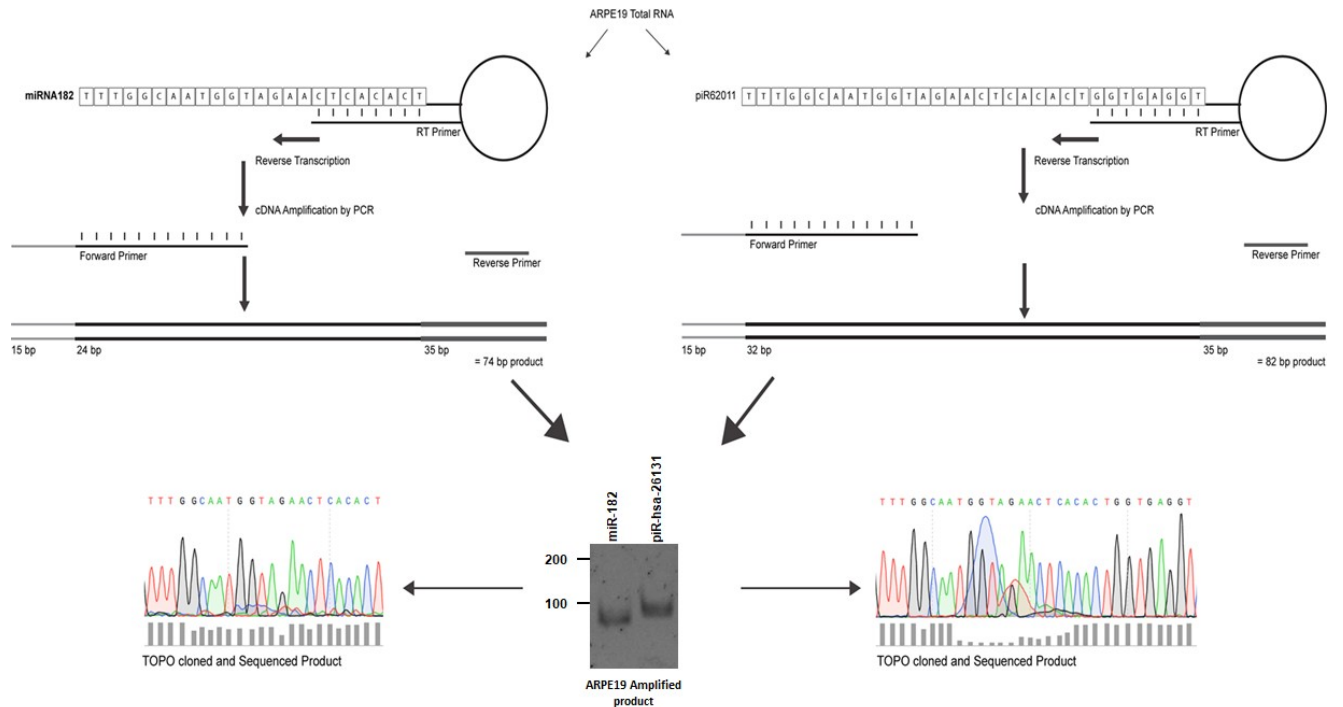 ARPE19 Total RNA
miRNA182 T T T G G C A A T G G T A G A A C T C A C A C T
RT Primer
Reverse Transcription
cDNA Amplification by PCR
Forward Primer
Reverse Primer
15 bp 24 bp 35 bp
= 74 bp product
piR62011 T T T G G C A A T G G T A G A A C T C A C A C T G G T G A G G T
RT Primer
Reverse Transcription
cDNA Amplification by PCR
Forward Primer
Reverse Primer
15 bp 32 bp 35 bp
= 82 bp product
T T T G G C A A T G G T A G A A C T C A C A C T
TOPO cloned and Sequenced Product
miR-182
piR-hsa-26131
200
100
ARPE19 Amplified
product
T T T G G C A A T G G T A G A A C T C A C A C T G G T G A G G T
TOPO cloned and Sequenced Product